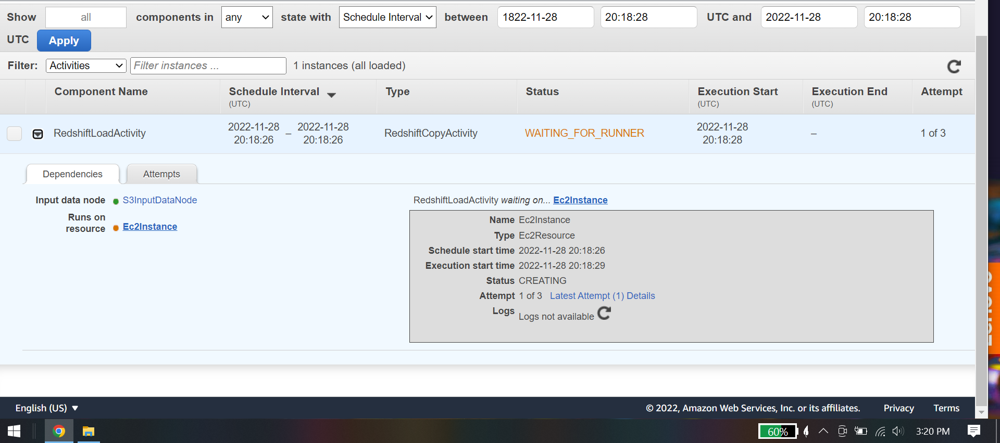 Show all components in any state with Schedule Interval between 1822-11-28 20:18:28 UTC and 2022-11-28 20:18:28
UTC Apply
Filter: Activities Filter instances ... 1 instances (all loaded)
Component Name Schedule Interval Type Status Execution Start Execution End Attempt
(UTC) (UTC) (UTC)
RedshiftLoadActivity 2022-11-28 20:18:26 – 2022-11-28 20:18:26 RedshiftCopyActivity WAITING_FOR_RUNNER 2022-11-28 20:18:28 – 1 of 3
Dependencies Attempts
Input data node S3InputDataNode
Runs on
resource Ec2Instance
RedshiftLoadActivity waiting on... Ec2Instance
Name Ec2Instance
Type Ec2Resource
Schedule start time 2022-11-28 20:18:26
Execution start time 2022-11-28 20:18:29
Status CREATING
Attempt 1 of 3 Latest Attempt (1) Details
Logs Logs not available
English (US) © 2022, Amazon Web Services, Inc. or its affiliates. Privacy Terms
60% 3:20 PM